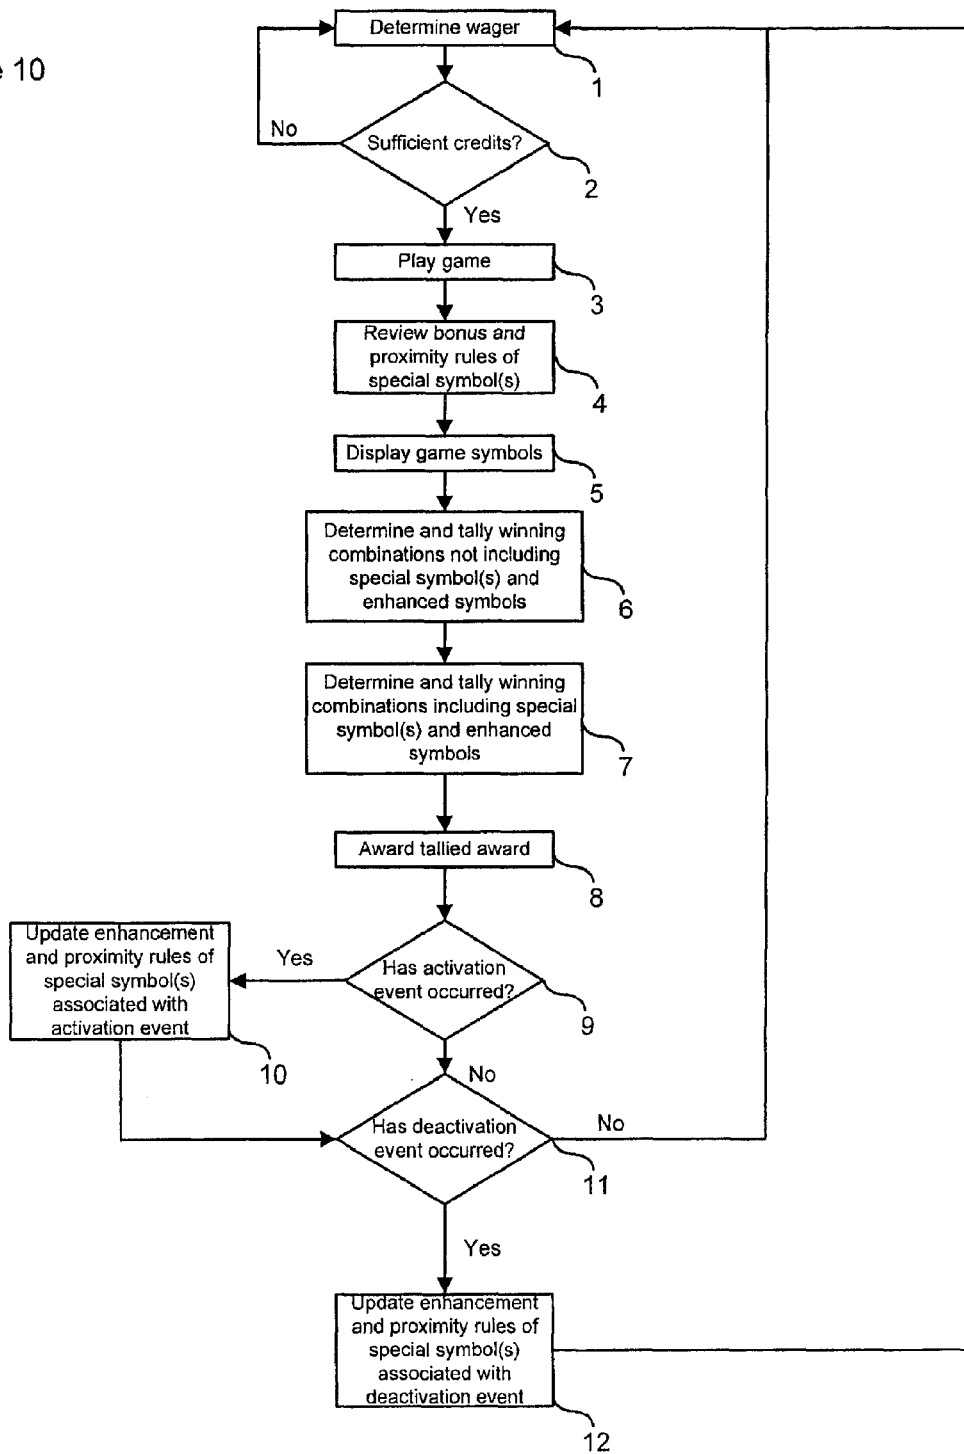 e 10
Determine wager
1
No
Sufficient credits?
2
Yes
Play game
3
Review bonus and
proximity rules of
special symbol(s)
4
Display game symbols
5
Determine and tally winning
combinations not including
special symbol(s) and
enhanced symbols
6
Determine and tally winning
combinations including special
symbol(s) and enhanced
symbols
7
Award tallied award
8
Update enhancement
and proximity rules of
special symbol(s)
associated with
activation event
10
Yes
Has activation
event occurred?
9
No
Has deactivation
event occurred?
No
11
Yes
Update enhancement
and proximity rules of
special symbol(s)
associated with
deactivation event
12